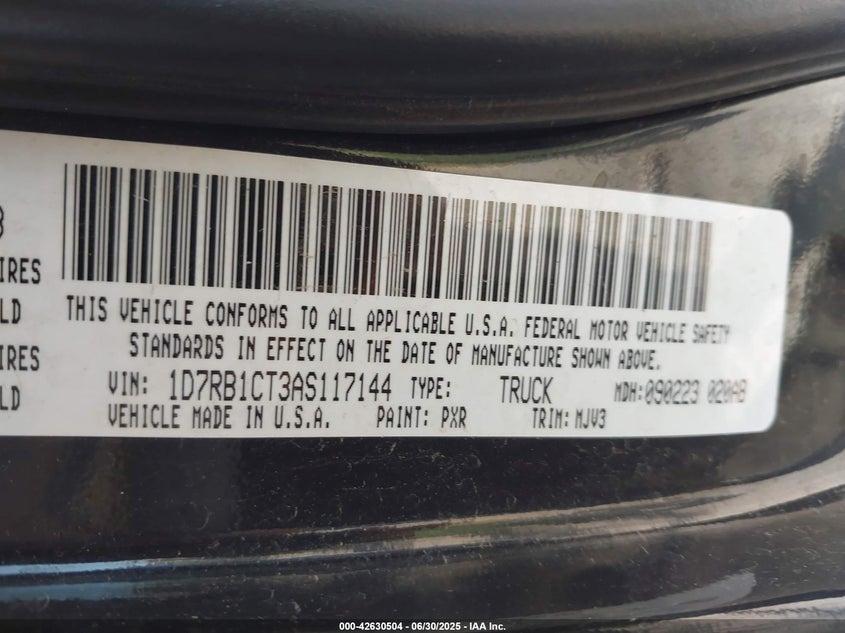 3
IRES
LD
IRES
LD
THIS VEHICLE CONFORMS TO ALL APPLICABLE U.S.A. FEDERAL MOTOR VEHICLE SAFETY
STANDARDS IN EFFECT ON THE DATE OF MANUFACTURE SHOWN ABOVE.
VIN: 1D7RB1CT3AS117144 TYPE: TRUCK MDH:090223 020AB
VEHICLE MADE IN U.S.A. PAINT: PXR TRIM: MJV3
000-42630504 - 06/30/2025 - IAA Inc.